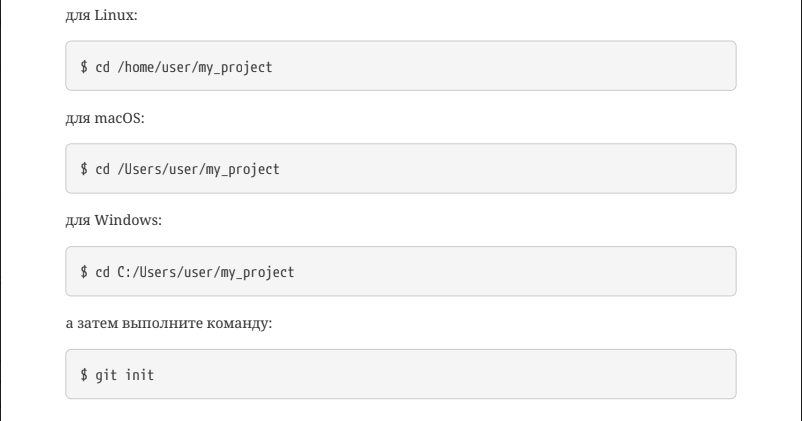 для Linux:
$ cd /home/user/my_project
для macOS:
$ cd /Users/user/my_project
для Windows:
$ cd C:/Users/user/my_project
а затем выполните команду:
$ git init